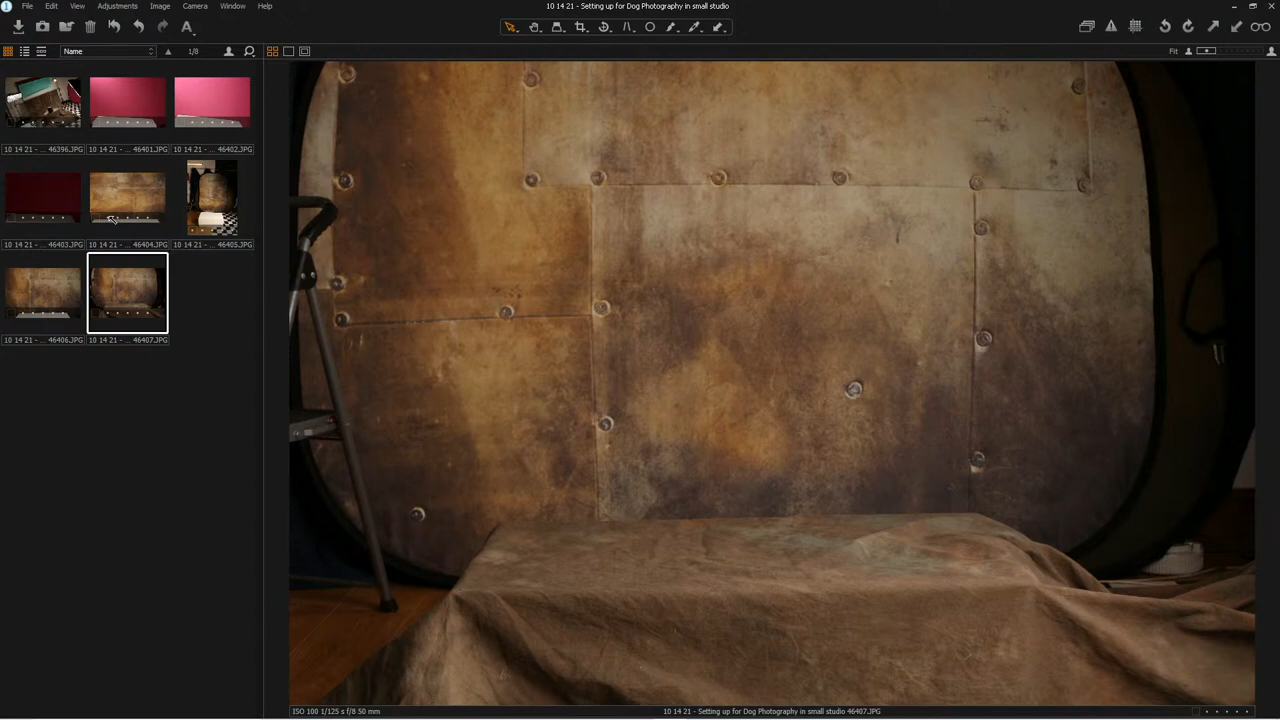 File Edit View Adjustments Image Camera Window Help
10 14 21 - Setting up for Dog Photography in small studio
Name
1/8
Fit
10 14 21 - ... 46396.JPG
10 14 21 - ... 46401.JPG
10 14 21 - ... 46402.JPG
10 14 21 - ... 46403.JPG
10 14 21 - ... 46404.JPG
10 14 21 - ... 46405.JPG
10 14 21 - ... 46406.JPG
10 14 21 - ... 46407.JPG
ISO 100 1/125 s f/8 50 mm
10 14 21 - Setting up for Dog Photography in small studio 46407.JPG